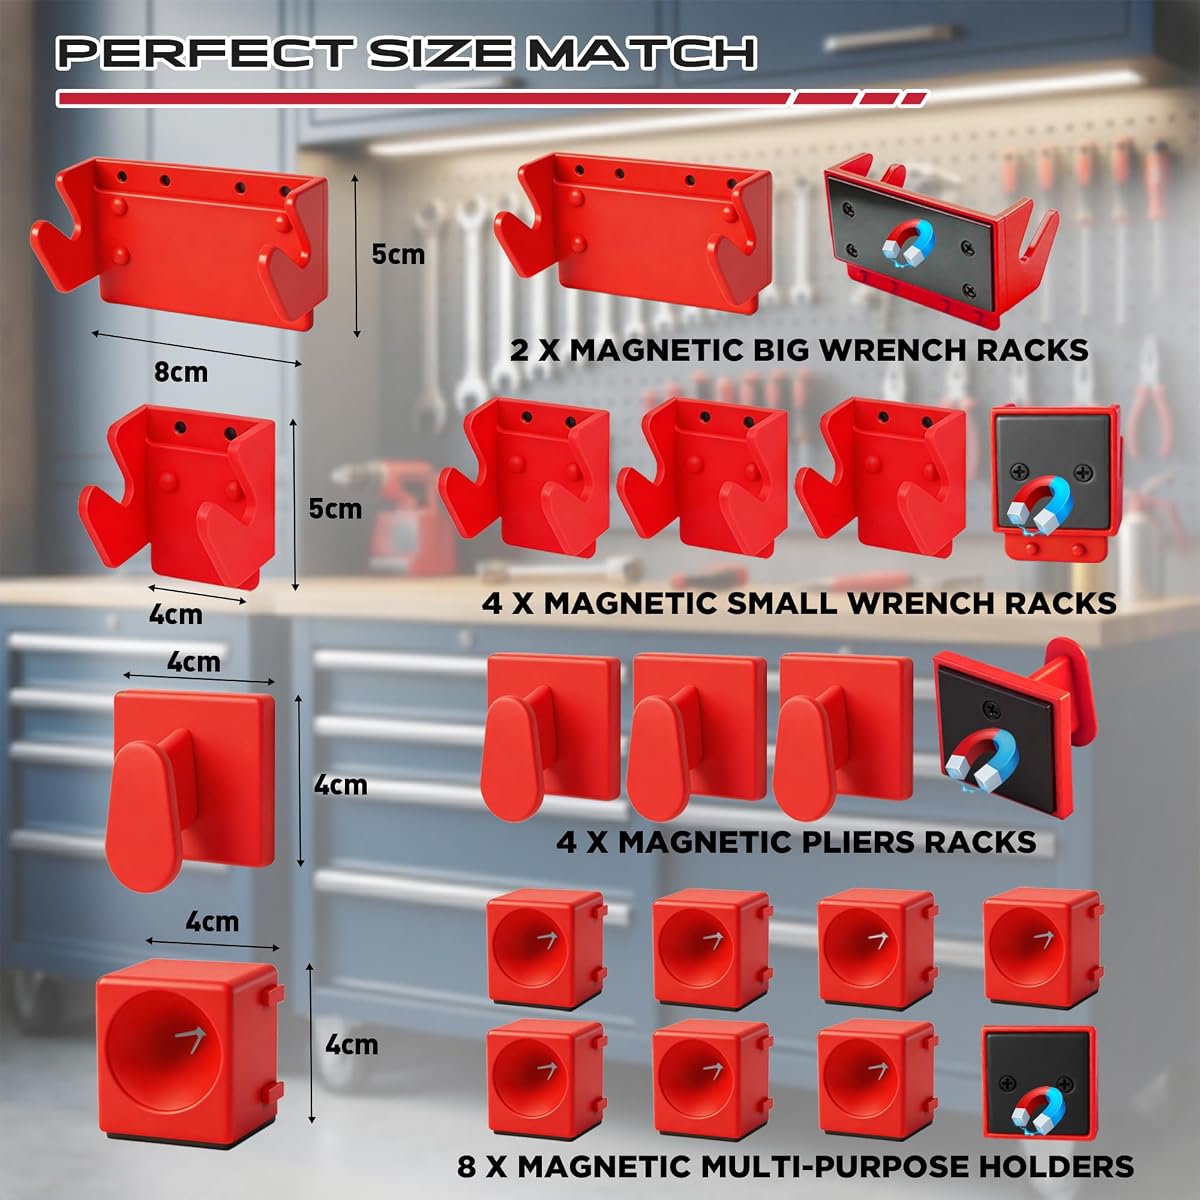 PERFECT SIZE MATCH
5cm
8cm
2 X MAGNETIC BIG WRENCH RACKS
5cm
4cm
4 X MAGNETIC SMALL WRENCH RACKS
4cm
4cm
4 X MAGNETIC PLIERS RACKS
4cm
4cm
8 X MAGNETIC MULTI-PURPOSE HOLDERS